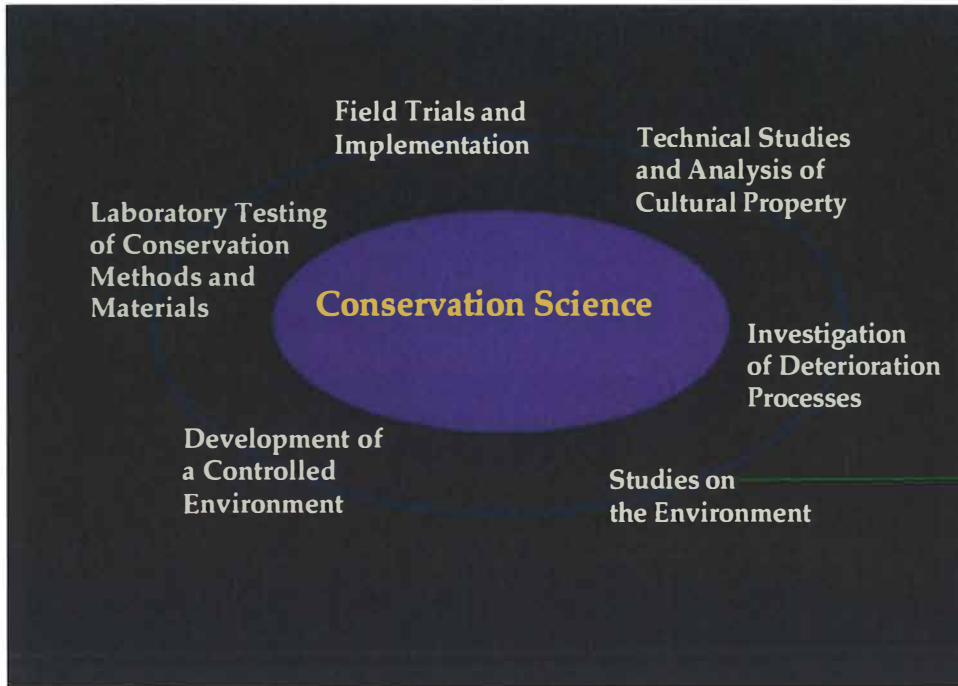 Field Trials and
Implementation
Technical Studies
and Analysis of
Cultural Property
Laboratory Testing
of Conservation
Methods and
Materials
Conservation Science
Investigation
of Deterioration
Processes
Development of
a Controlled
Environment
Studies on
the Environment